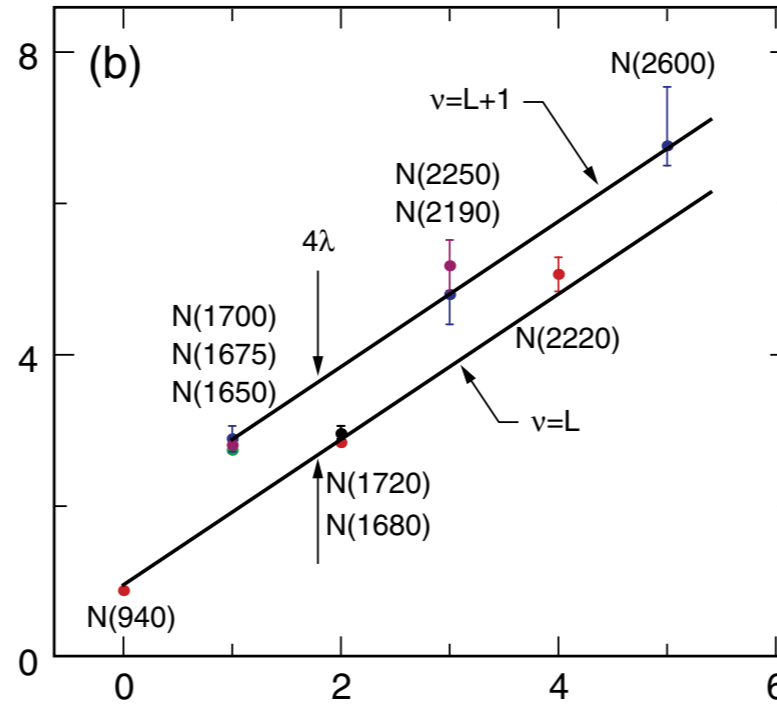 8
(b)
N(2600)
ν=L+1
N(2250)
N(2190)
4λ
N(1700)
N(1675)
N(1650)
4
N(2220)
ν=L
N(1720)
N(1680)
N(940)
0
0 2 4 6